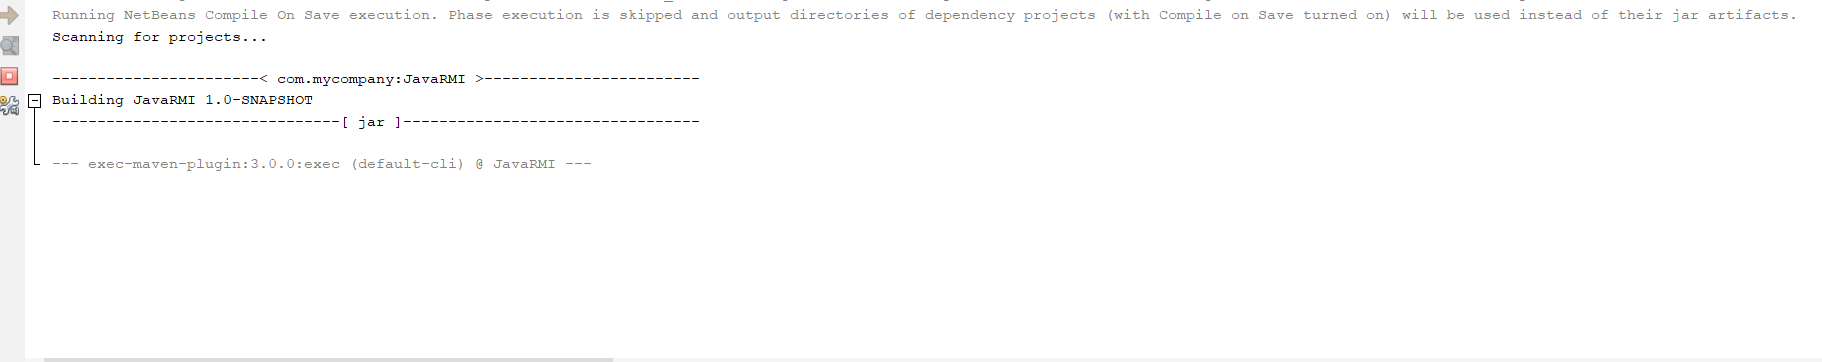 Running NetBeans Compile On Save execution. Phase execution is skipped and output directories of dependency projects (with Compile on Save turned on) will be used instead of their jar artifacts.
Scanning for projects...
-----------------------< com.mycompany:JavaRMI >------------------------
Building JavaRMI 1.0-SNAPSHOT
--------------------------------[ jar ]---------------------------------
--- exec-maven-plugin:3.0.0:exec (default-cli) @ JavaRMI ---